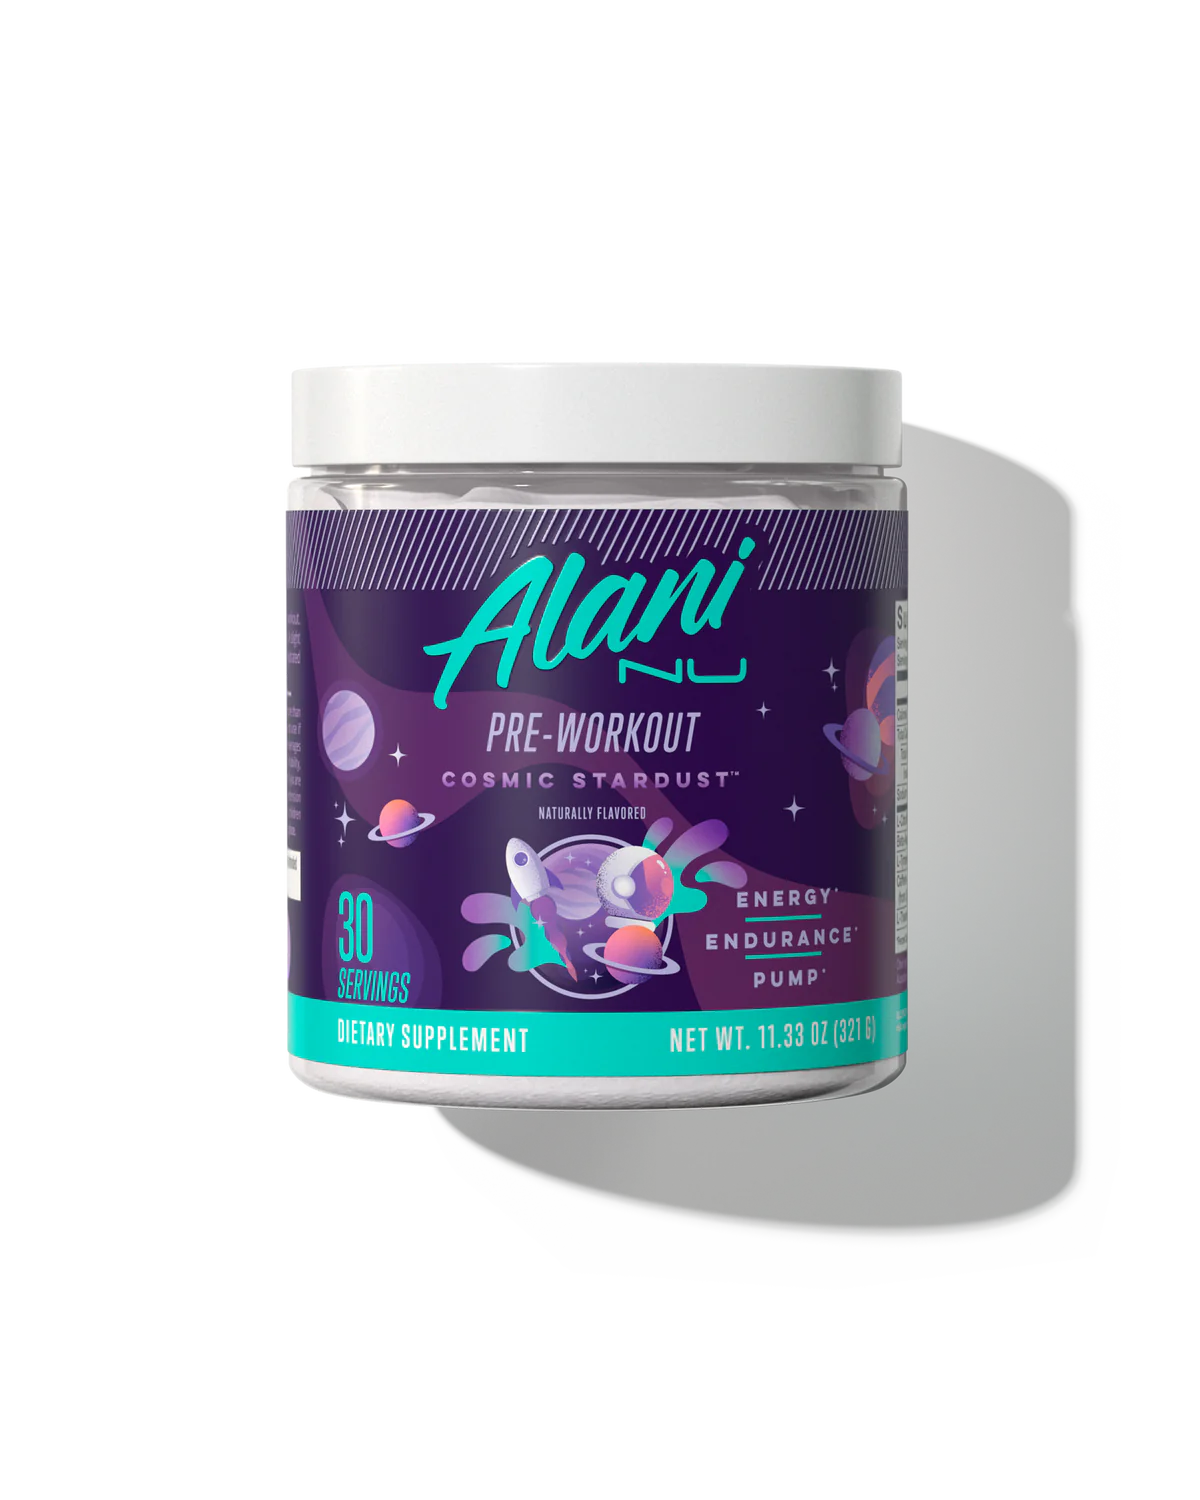 Alani
NU
PRE-WORKOUT
COSMIC STARDUST™
NATURALLY FLAVORED
ENERGY*
ENDURANCE*
PUMP*
30
SERVINGS
DIETARY SUPPLEMENT
NET WT. 11.33 OZ (321 G)